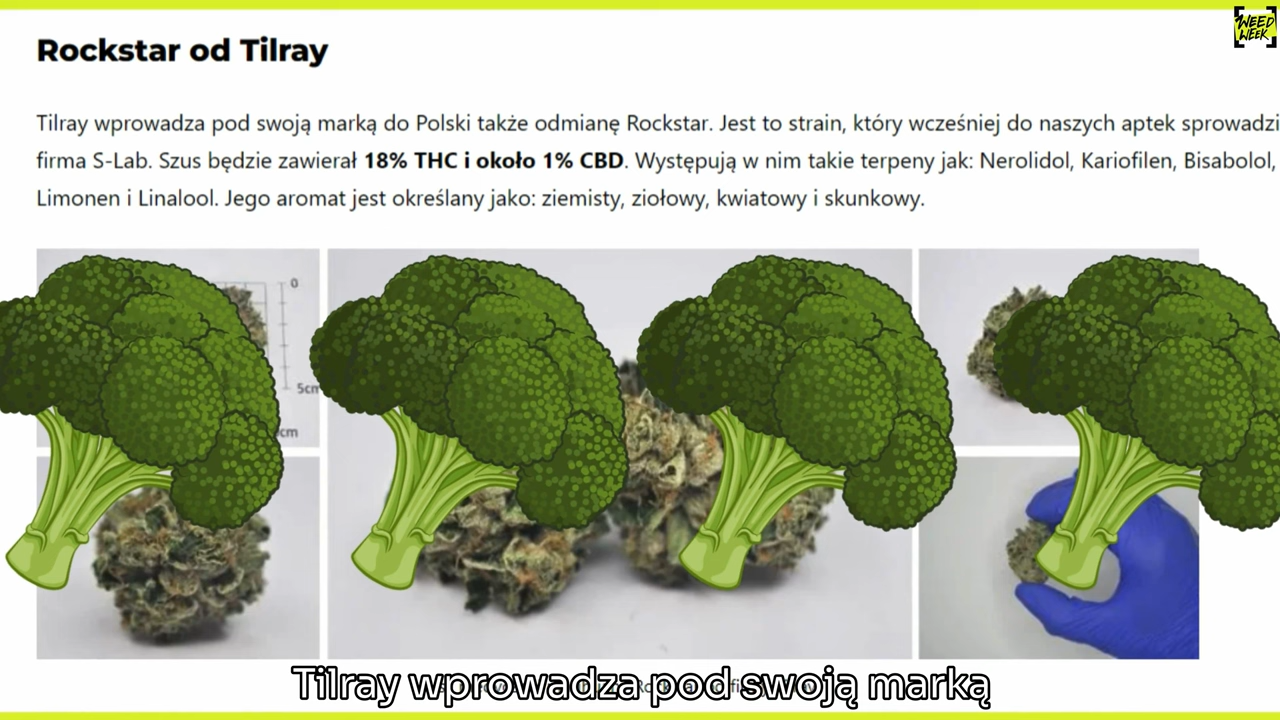 WEED
WEEK
Rockstar od Tilray
Tilray wprowadza pod swoją marką do Polski także odmianę Rockstar. Jest to strain, który wcześniej do naszych aptek sprowadzi
firma S-Lab. Szus będzie zawierał 18% THC i około 1% CBD. Występują w nim takie terpeny jak: Nerolidol, Kariofilen, Bisabolol,
Limonen i Linalool. Jego aromat jest określany jako: ziemisty, ziołowy, kwiatowy i skunkowy.
0
5cm
cm
Tilray wprowadza pod swoją marką